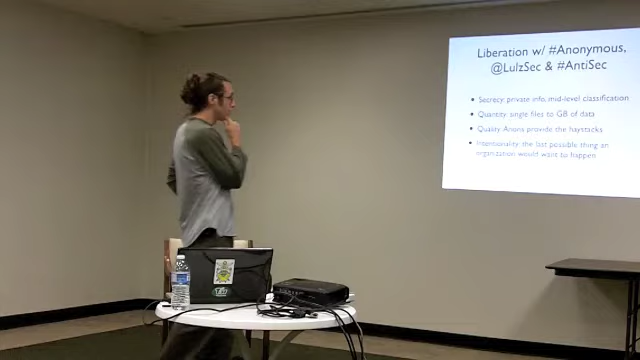 Liberation w/ #Anonymous,
@LulzSec & #AntiSec
Secrecy: private info, mid-level classification
Quantity: single files to GB of data
Quality: Anons provide the haystacks
Intentionality: the last possible thing an
organization would want to happen